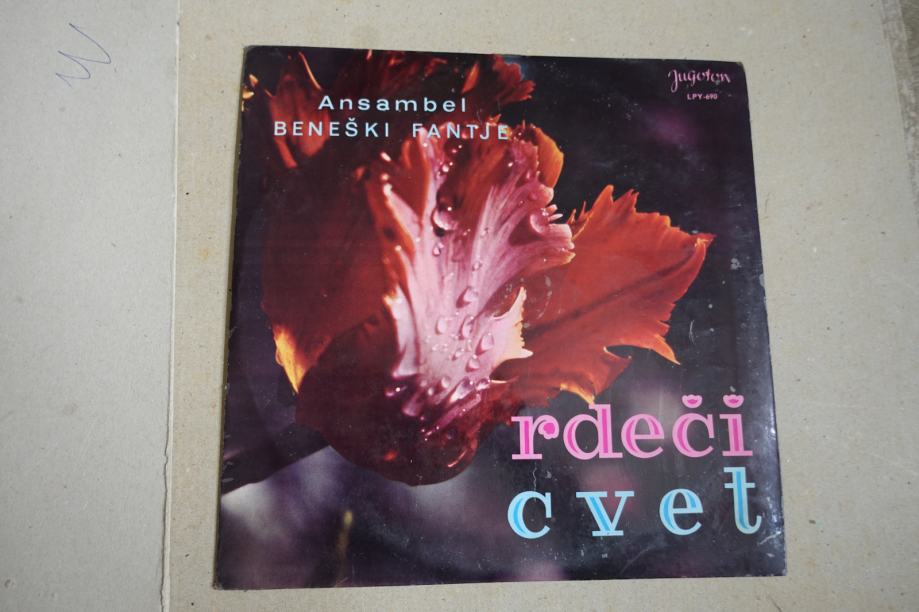 Ansambel
BENEŠKI FANTJE
Jugoton
LPY-690
rdeči
cvet